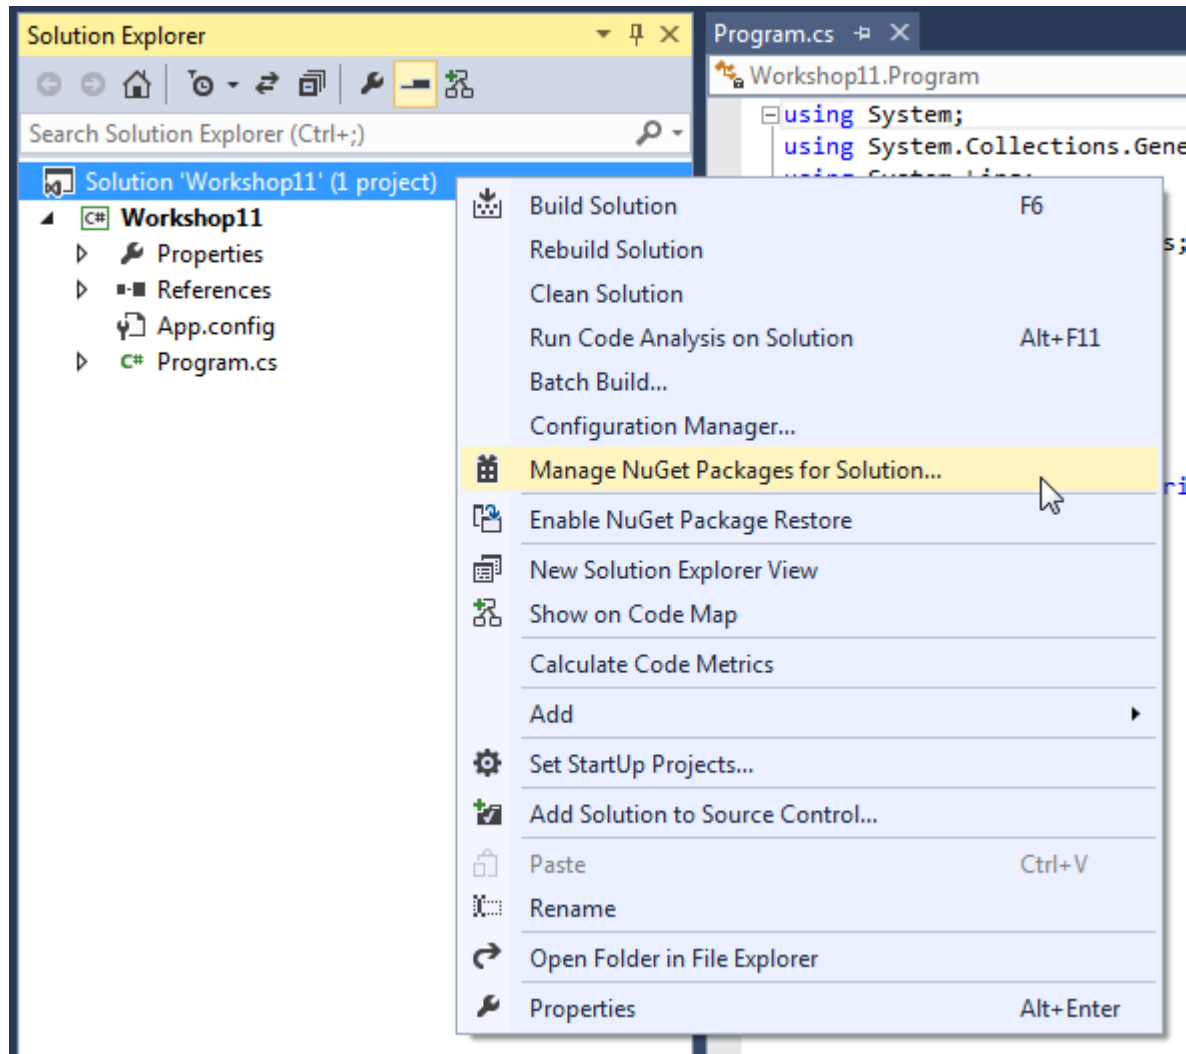 Solution Explorer
Search Solution Explorer (Ctrl+;)
Solution 'Workshop11' (1 project)
C# Workshop11
Properties
References
App.config
C# Program.cs
Program.cs
Workshop11.Program
using System;
using System.Collections.Gene
s;
ri
Build Solution F6
Rebuild Solution
Clean Solution
Run Code Analysis on Solution Alt+F11
Batch Build...
Configuration Manager...
Manage NuGet Packages for Solution...
Enable NuGet Package Restore
New Solution Explorer View
Show on Code Map
Calculate Code Metrics
Add
Set StartUp Projects...
Add Solution to Source Control...
Paste Ctrl+V
Rename
Open Folder in File Explorer
Properties Alt+Enter